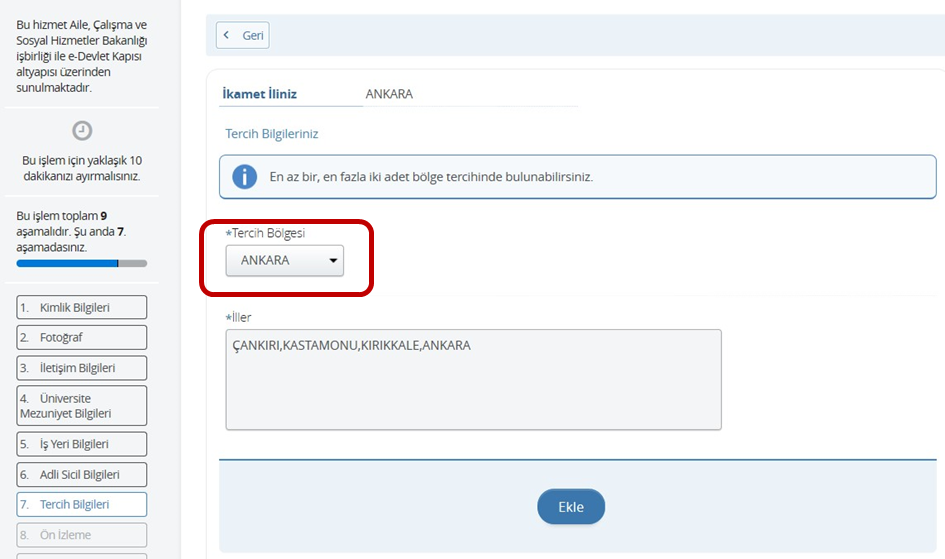 Bu hizmet Aile, Çalışma ve
Sosyal Hizmetler Bakanlığı
işbirliği ile e-Devlet Kapısı
altyapısı üzerinden
sunulmaktadır.
Bu işlem için yaklaşık 10
dakikanızı ayırmalısınız.
Bu işlem toplam 9
aşamalıdır. Şu anda 7.
aşamadasınız.
1. Kimlik Bilgileri
2. Fotoğraf
3. İletişim Bilgileri
4. Üniversite
Mezuniyet Bilgileri
5. İş Yeri Bilgileri
6. Adli Sicil Bilgileri
7. Tercih Bilgileri
8. Ön İzleme
Geri
İkamet İliniz ANKARA
Tercih Bilgileriniz
En az bir, en fazla iki adet bölge tercihinde bulunabilirsiniz.
*Tercih Bölgesi
ANKARA
*İller
ÇANKIRI,KASTAMONU,KIRIKKALE,ANKARA
Ekle